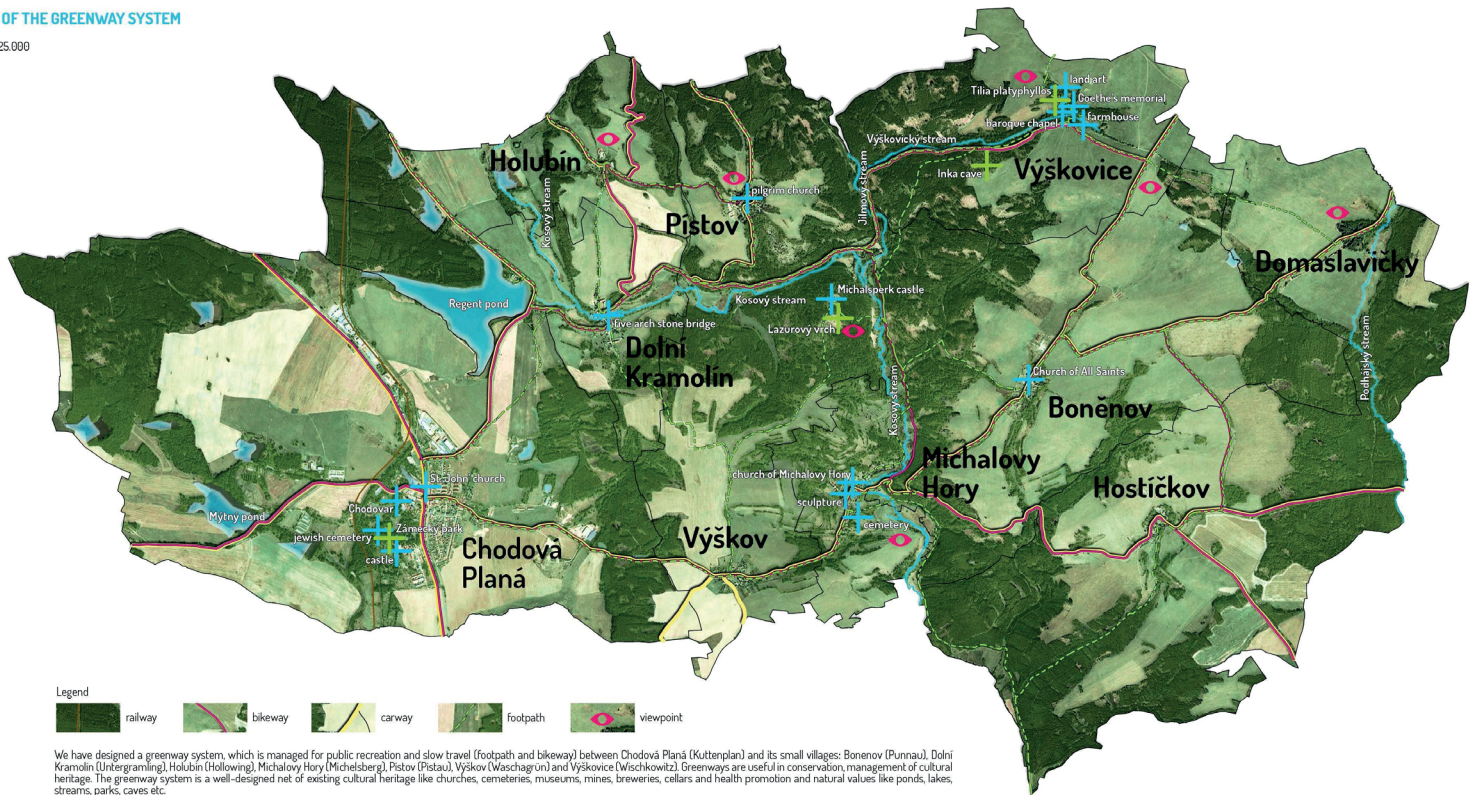 OF THE GREENWAY SYSTEM
25.000
land art
Tilia platyphyllos
Goethe's memorial
baroque chapel
farmhouse
Výškovický stream
Inka cave
Výškovice
Jilmový stream
Holubín
Kosový stream
pilgrim church
Pístov
Domaslavičky
Regent pond
Kosový stream
Michalsperk castle
Lazurový vrch
five arch stone bridge
Dolní
Kramolín
Podhájský stream
Church of All Saints
Kosový stream
Boněnov
Michalovy
Hory
church of Michalovy Hory
sculpture
cemetery
Hostíčkov
St. John church
Chodovar
Mýtný pond
Zámecký park
jewish cemetery
castle
Chodová
Planá
Výškov
Legend
railway
bikeway
carway
footpath
viewpoint
We have designed a greenway system, which is managed for public recreation and slow travel (footpath and bikeway) between Chodová Planá (Kuttenplan) and its small villages: Bonenov (Punnau), Dolní
Kramolín (Untergramling), Holubín (Hollowing), Michalovy Hory (Michelsberg), Pístov (Pistau), Výškov (Waschagrün) and Výškovice (Wischkowitz). Greenways are useful in conservation, management of cultural
heritage. The greenway system is a well-designed net of existing cultural heritage like churches, cemeteries, museums, mines, breweries, cellars and health promotion and natural values like ponds, lakes,
streams, parks, caves etc.